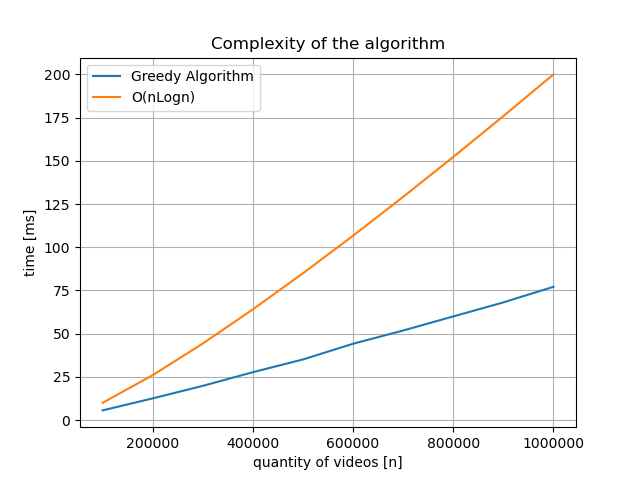 Complexity of the algorithm
Greedy Algorithm
O(nLogn)
200
175
150
125
100
75
50
25
0
time [ms]
200000 400000 600000 800000 1000000
quantity of videos [n]